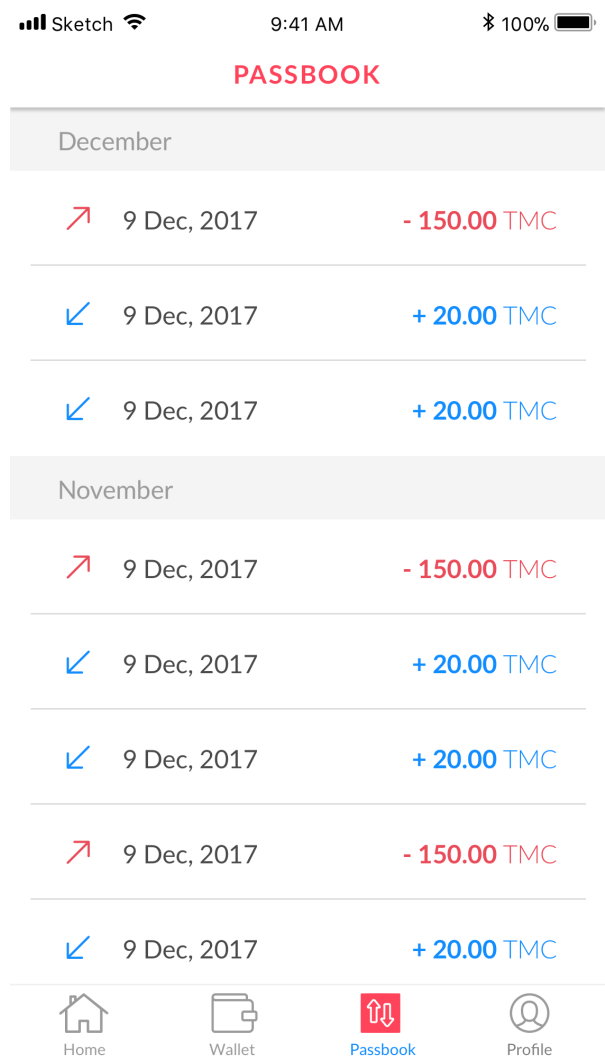 Sketch 9:41 AM 100%
PASSBOOK
December
9 Dec, 2017 - 150.00 TMC
9 Dec, 2017 + 20.00 TMC
9 Dec, 2017 + 20.00 TMC
November
9 Dec, 2017 - 150.00 TMC
9 Dec, 2017 + 20.00 TMC
9 Dec, 2017 + 20.00 TMC
9 Dec, 2017 - 150.00 TMC
9 Dec, 2017 + 20.00 TMC
Home Wallet Passbook Profile